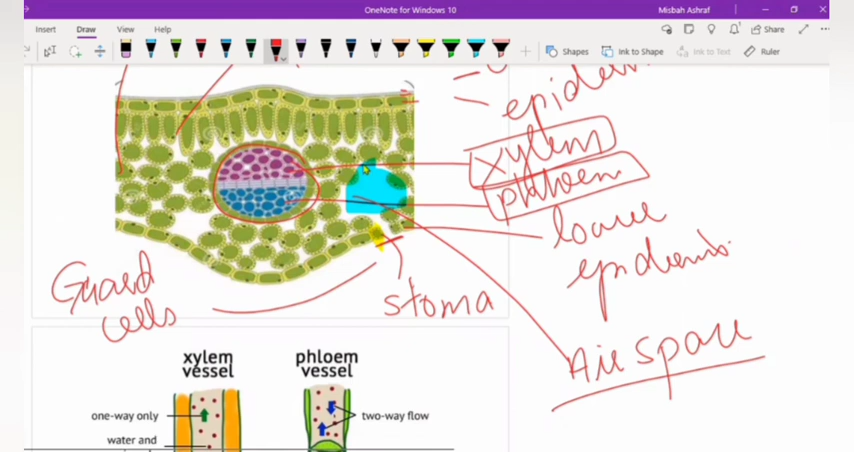 OneNote for Windows 10
Misbah Ashraf
Insert Draw View Help
Share
Shapes Ink to Shape Ink to Text Ruler
epiderm
xylem
phloem
lower
epidermis
Guard
cells
stoma
Air space
xylem
vessel
phloem
vessel
one-way only
two-way flow
water and